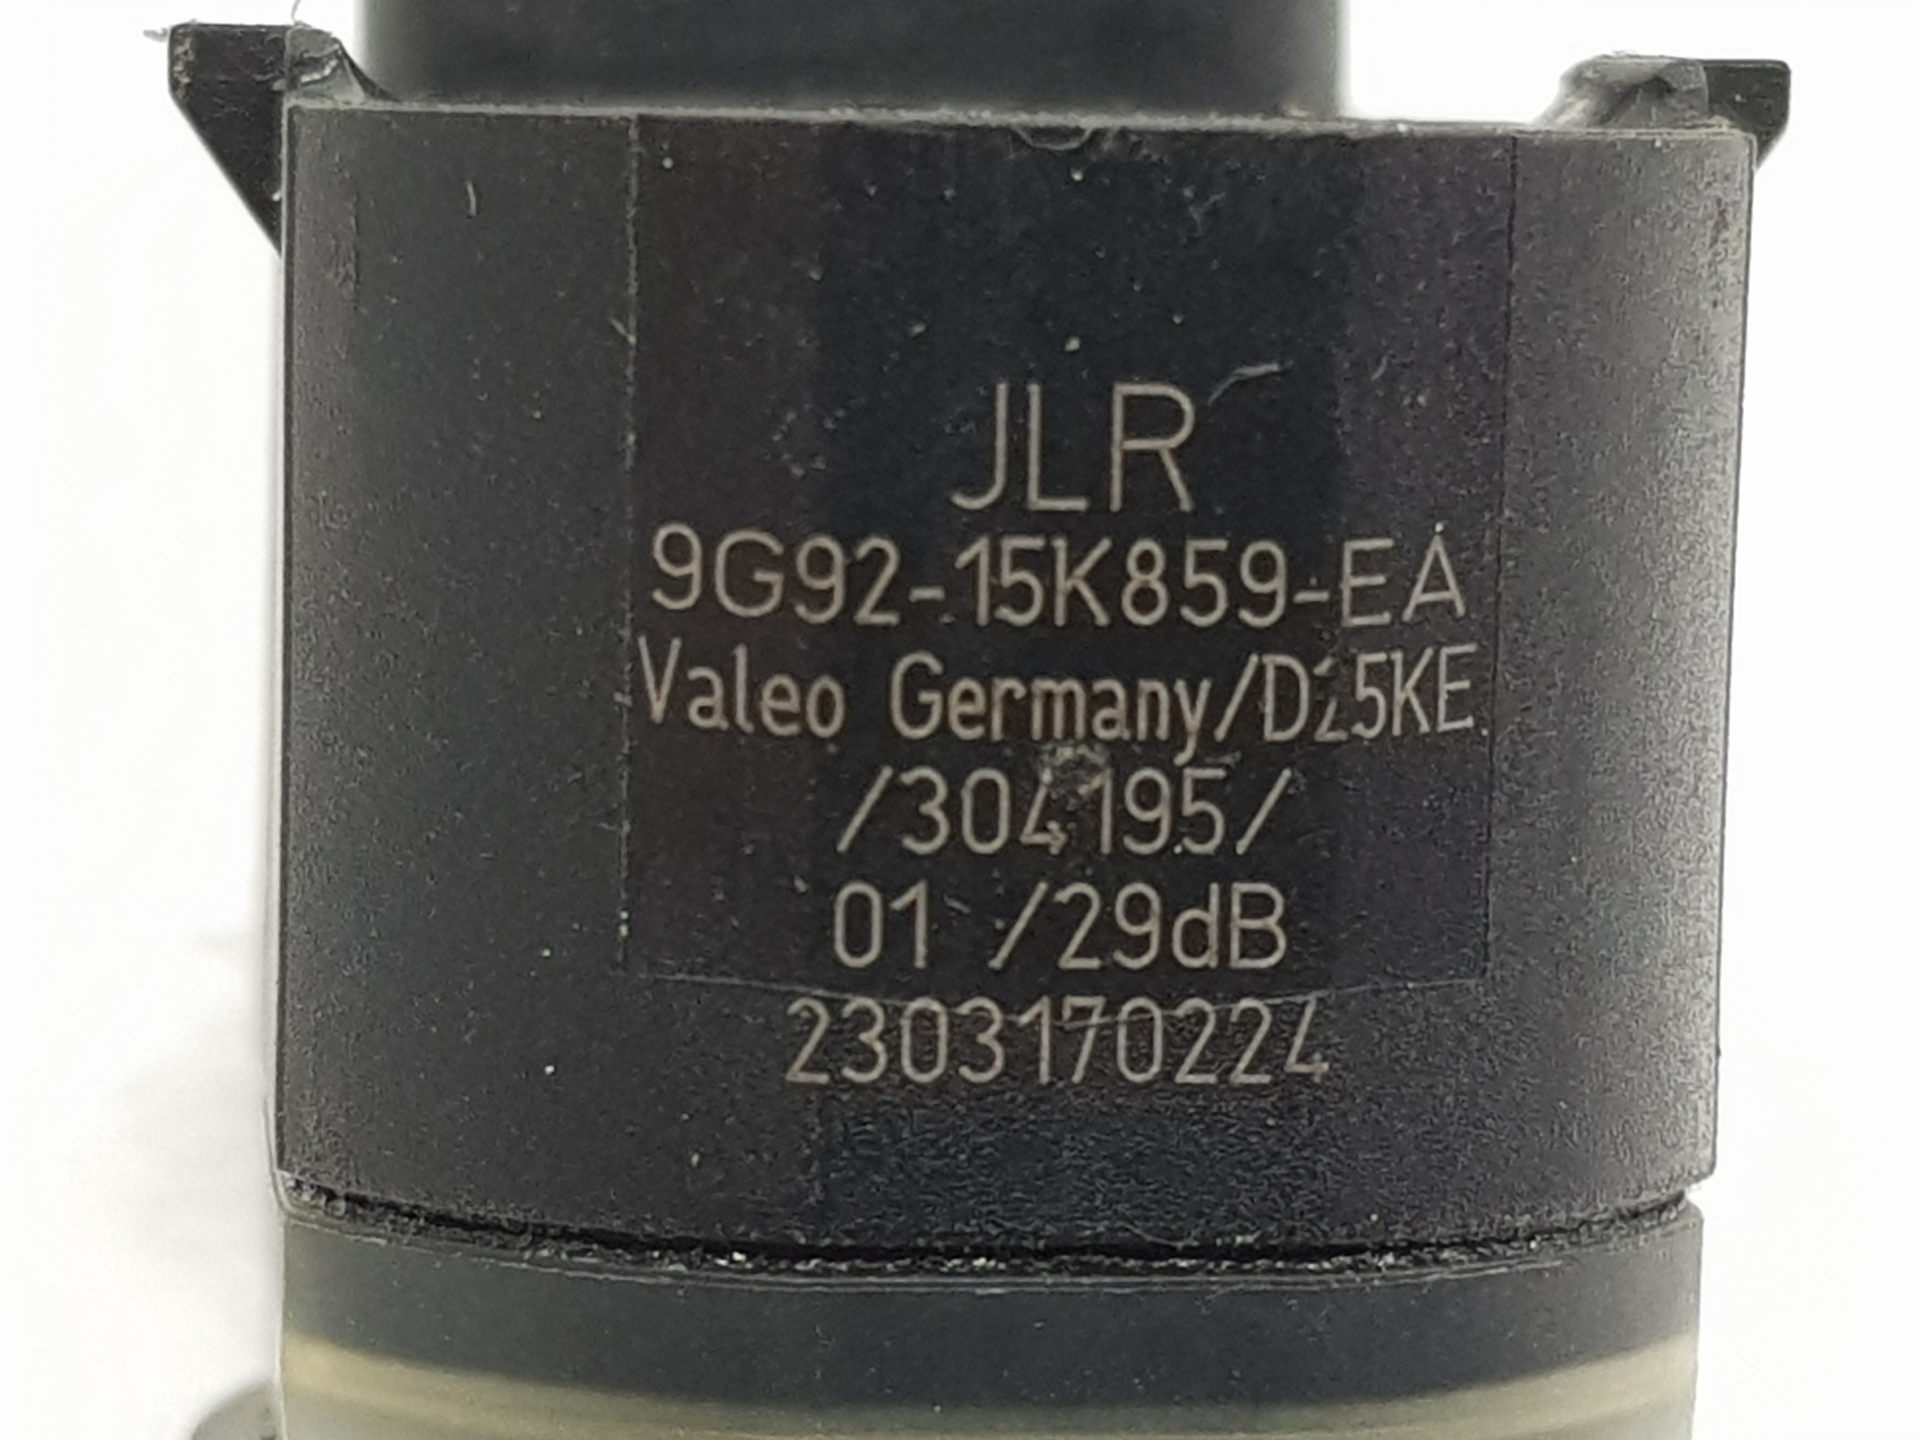 JLR
9G92-15K859-EA
Valeo Germany/D25KE
/304195/
01 /29dB
2303170224